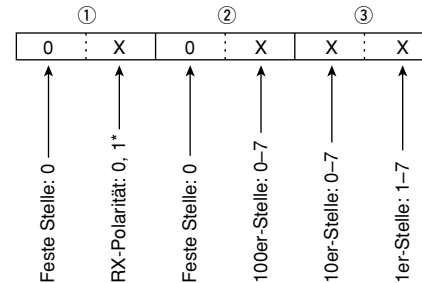 ① ② ③
0 X 0 X X X
Feste Stelle: 0
RX-Polarität: 0, 1*
Feste Stelle: 0
100er-Stelle: 0–7
10er-Stelle: 0–7
1er-Stelle: 1–7